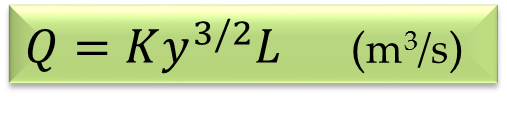 Q = Ky^{3/2}L (m³/s)